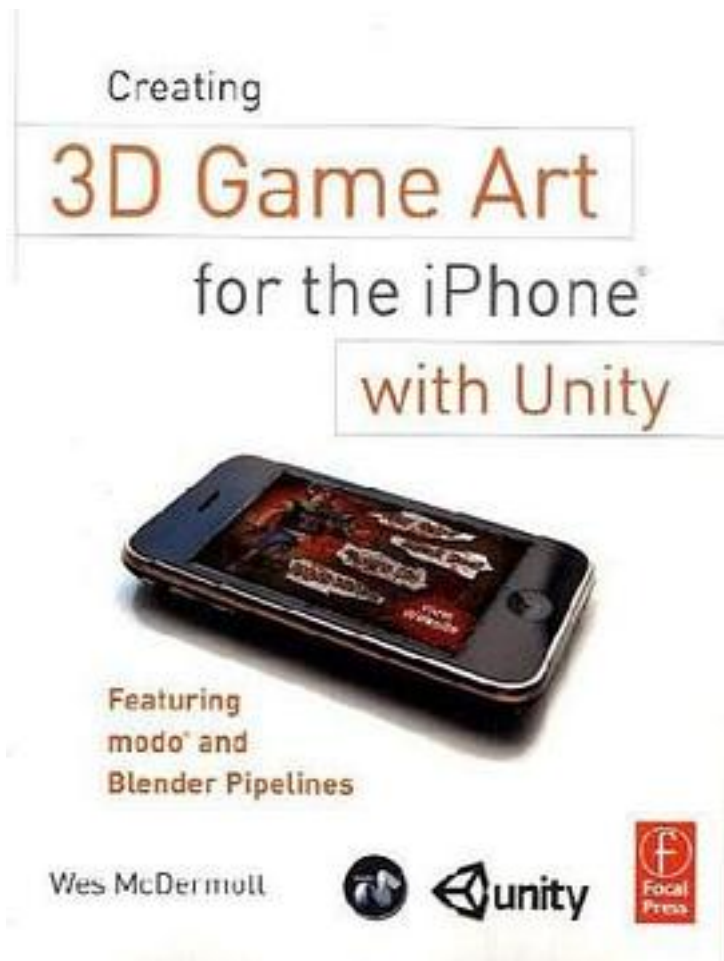 Creating
3D Game Art
for the iPhone®
with Unity
Featuring
modo® and
Blender Pipelines
Wes McDermott
unity
f
Focal
Press